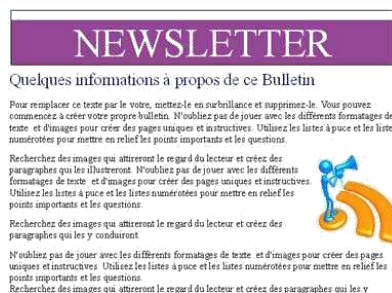 NEWSLETTER
Quelques informations à propos de ce Bulletin
Pour remplacer ce texte par le votre, mettez-le en surbrillance et supprimez-le. Vous pouvez
commencez à créer votre propre bulletin. N'oubliez pas de jouer avec les différents formatages de
texte et d'images pour créer des pages uniques et instructives. Utilisez les listes à puce et les listes
numérotées pour mettre en relief les points importants et les questions.
Recherchez des images qui attireront le regard du lecteur et créez des
paragraphes qui les illustreront. N'oubliez pas de jouer avec les différents
formatages de texte et d'images pour créer des pages uniques et instructives.
Utilisez les listes à puce et les listes numérotées pour mettre en relief les
points importants et les questions.
Recherchez des images qui attireront le regard du lecteur et créez des
paragraphes qui les y conduiront
N'oubliez pas de jouer avec les différents formatages de texte et d'images pour créer des pages
uniques et instructives. Utilisez les listes à puce et les listes numérotées pour mettre en relief les
points importants et les questions.
Recherchez des images qui attireront le regard du lecteur et créez des paragraphes qui les y